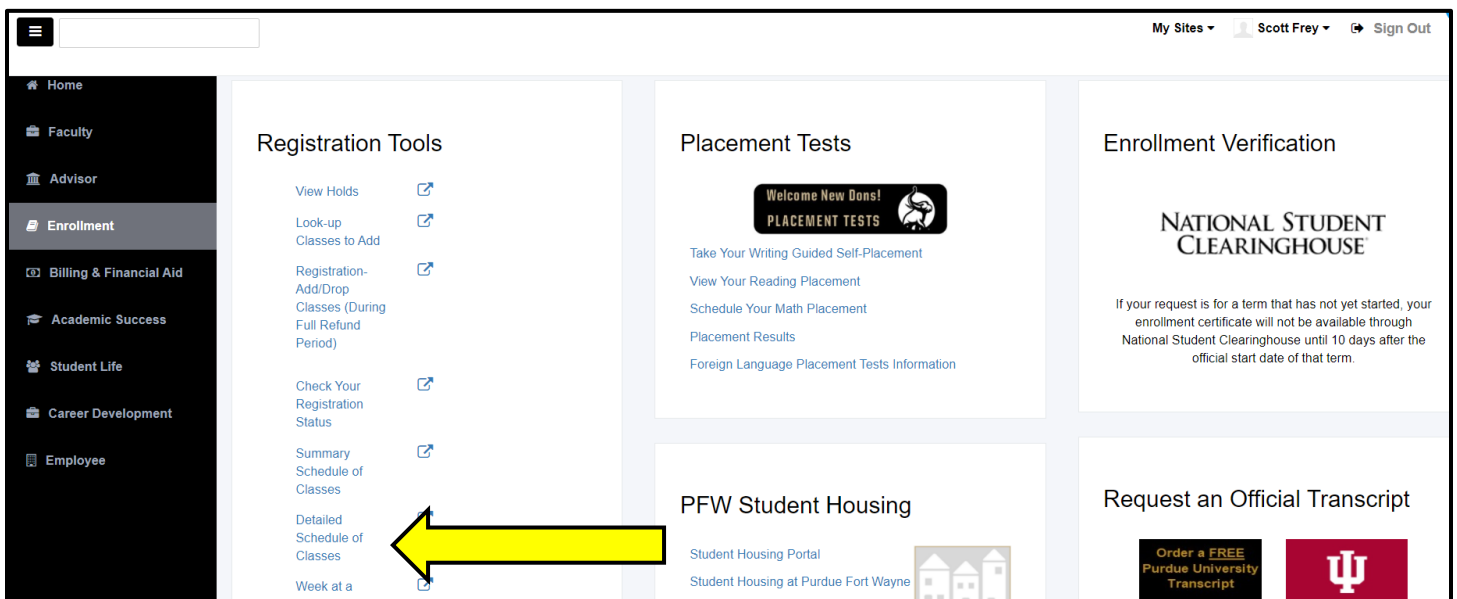 My Sites
Scott Frey
Sign Out
Home
Faculty
Advisor
Enrollment
Billing & Financial Aid
Academic Success
Student Life
Career Development
Employee
Registration Tools
View Holds
Look-up
Classes to Add
Registration-
Add/Drop
Classes (During
Full Refund
Period)
Check Your
Registration
Status
Summary
Schedule of
Classes
Detailed
Schedule of
Classes
Week at a
Placement Tests
Welcome New Dons!
PLACEMENT TESTS
Take Your Writing Guided Self-Placement
View Your Reading Placement
Schedule Your Math Placement
Placement Results
Foreign Language Placement Tests Information
PFW Student Housing
Student Housing Portal
Student Housing at Purdue Fort Wayne
Enrollment Verification
NATIONAL STUDENT
CLEARINGHOUSE
If your request is for a term that has not yet started, your
enrollment certificate will not be available through
National Student Clearinghouse until 10 days after the
official start date of that term.
Request an Official Transcript
Order a FREE
Purdue University
Transcript